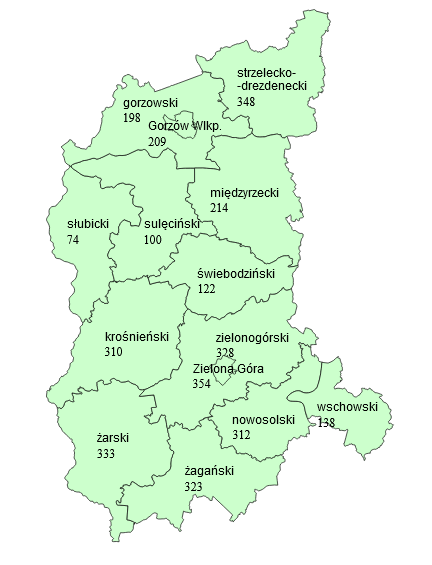 strzelecko-
-drezdenecki
348
gorzowski
198
Gorzów Wlkp.
209
międzyrzecki
214
słubicki
74
sulęciński
100
świebodziński
122
krośnieński
310
zielonogórski
328
Zielona Góra
354
wschowski
138
nowosolski
312
żarski
333
żagański
323